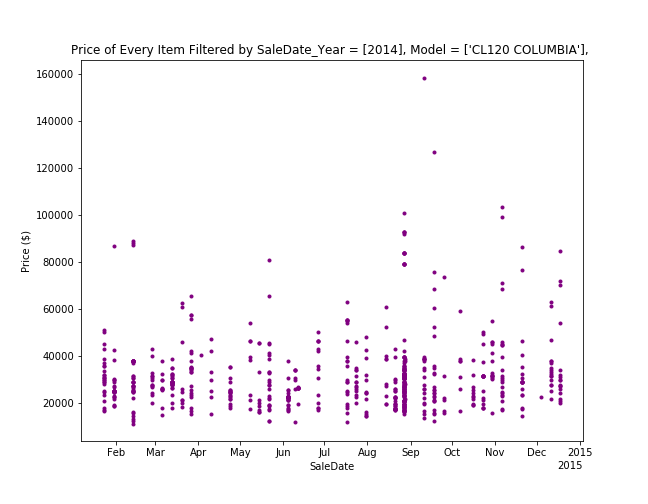 Price of Every Item Filtered by SaleDate_Year = [2014], Model = ['CL120 COLUMBIA'],
160000
140000
120000
100000
80000
60000
40000
20000
Price ($)
Feb Mar Apr May Jun Jul Aug Sep Oct Nov Dec 2015
SaleDate
2015